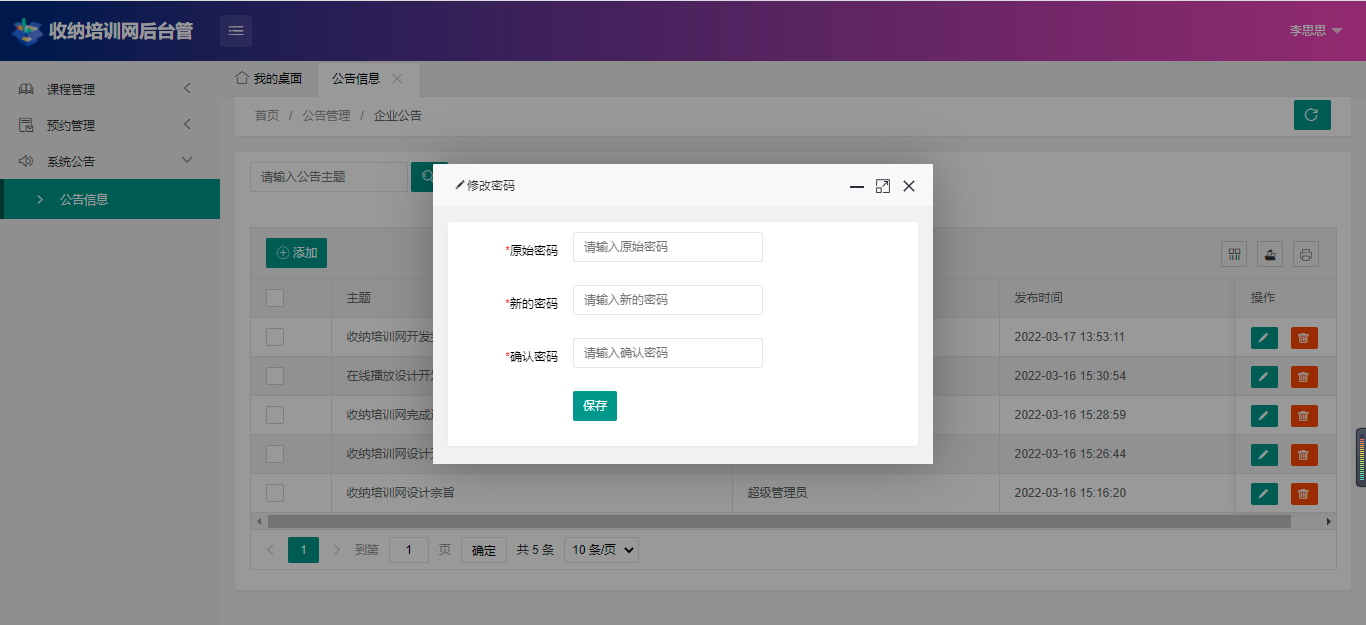 收纳培训网后台管
李思思
课程管理
预约管理
系统公告
公告信息
我的桌面
公告信息
首页 / 公告管理 / 企业公告
请输入公告主题
修改密码
*原始密码 请输入原始密码
*新的密码 请输入新的密码
*确认密码 请输入确认密码
保存
添加
主题 发布时间 操作
收纳培训网开发 2022-03-17 13:53:11
在线播放设计开 2022-03-16 15:30:54
收纳培训网完成 2022-03-16 15:28:59
收纳培训网设计 2022-03-16 15:26:44
收纳培训网设计宗旨 超级管理员 2022-03-16 15:16:20
1 到第 1 页 确定 共 5 条 10 条/页